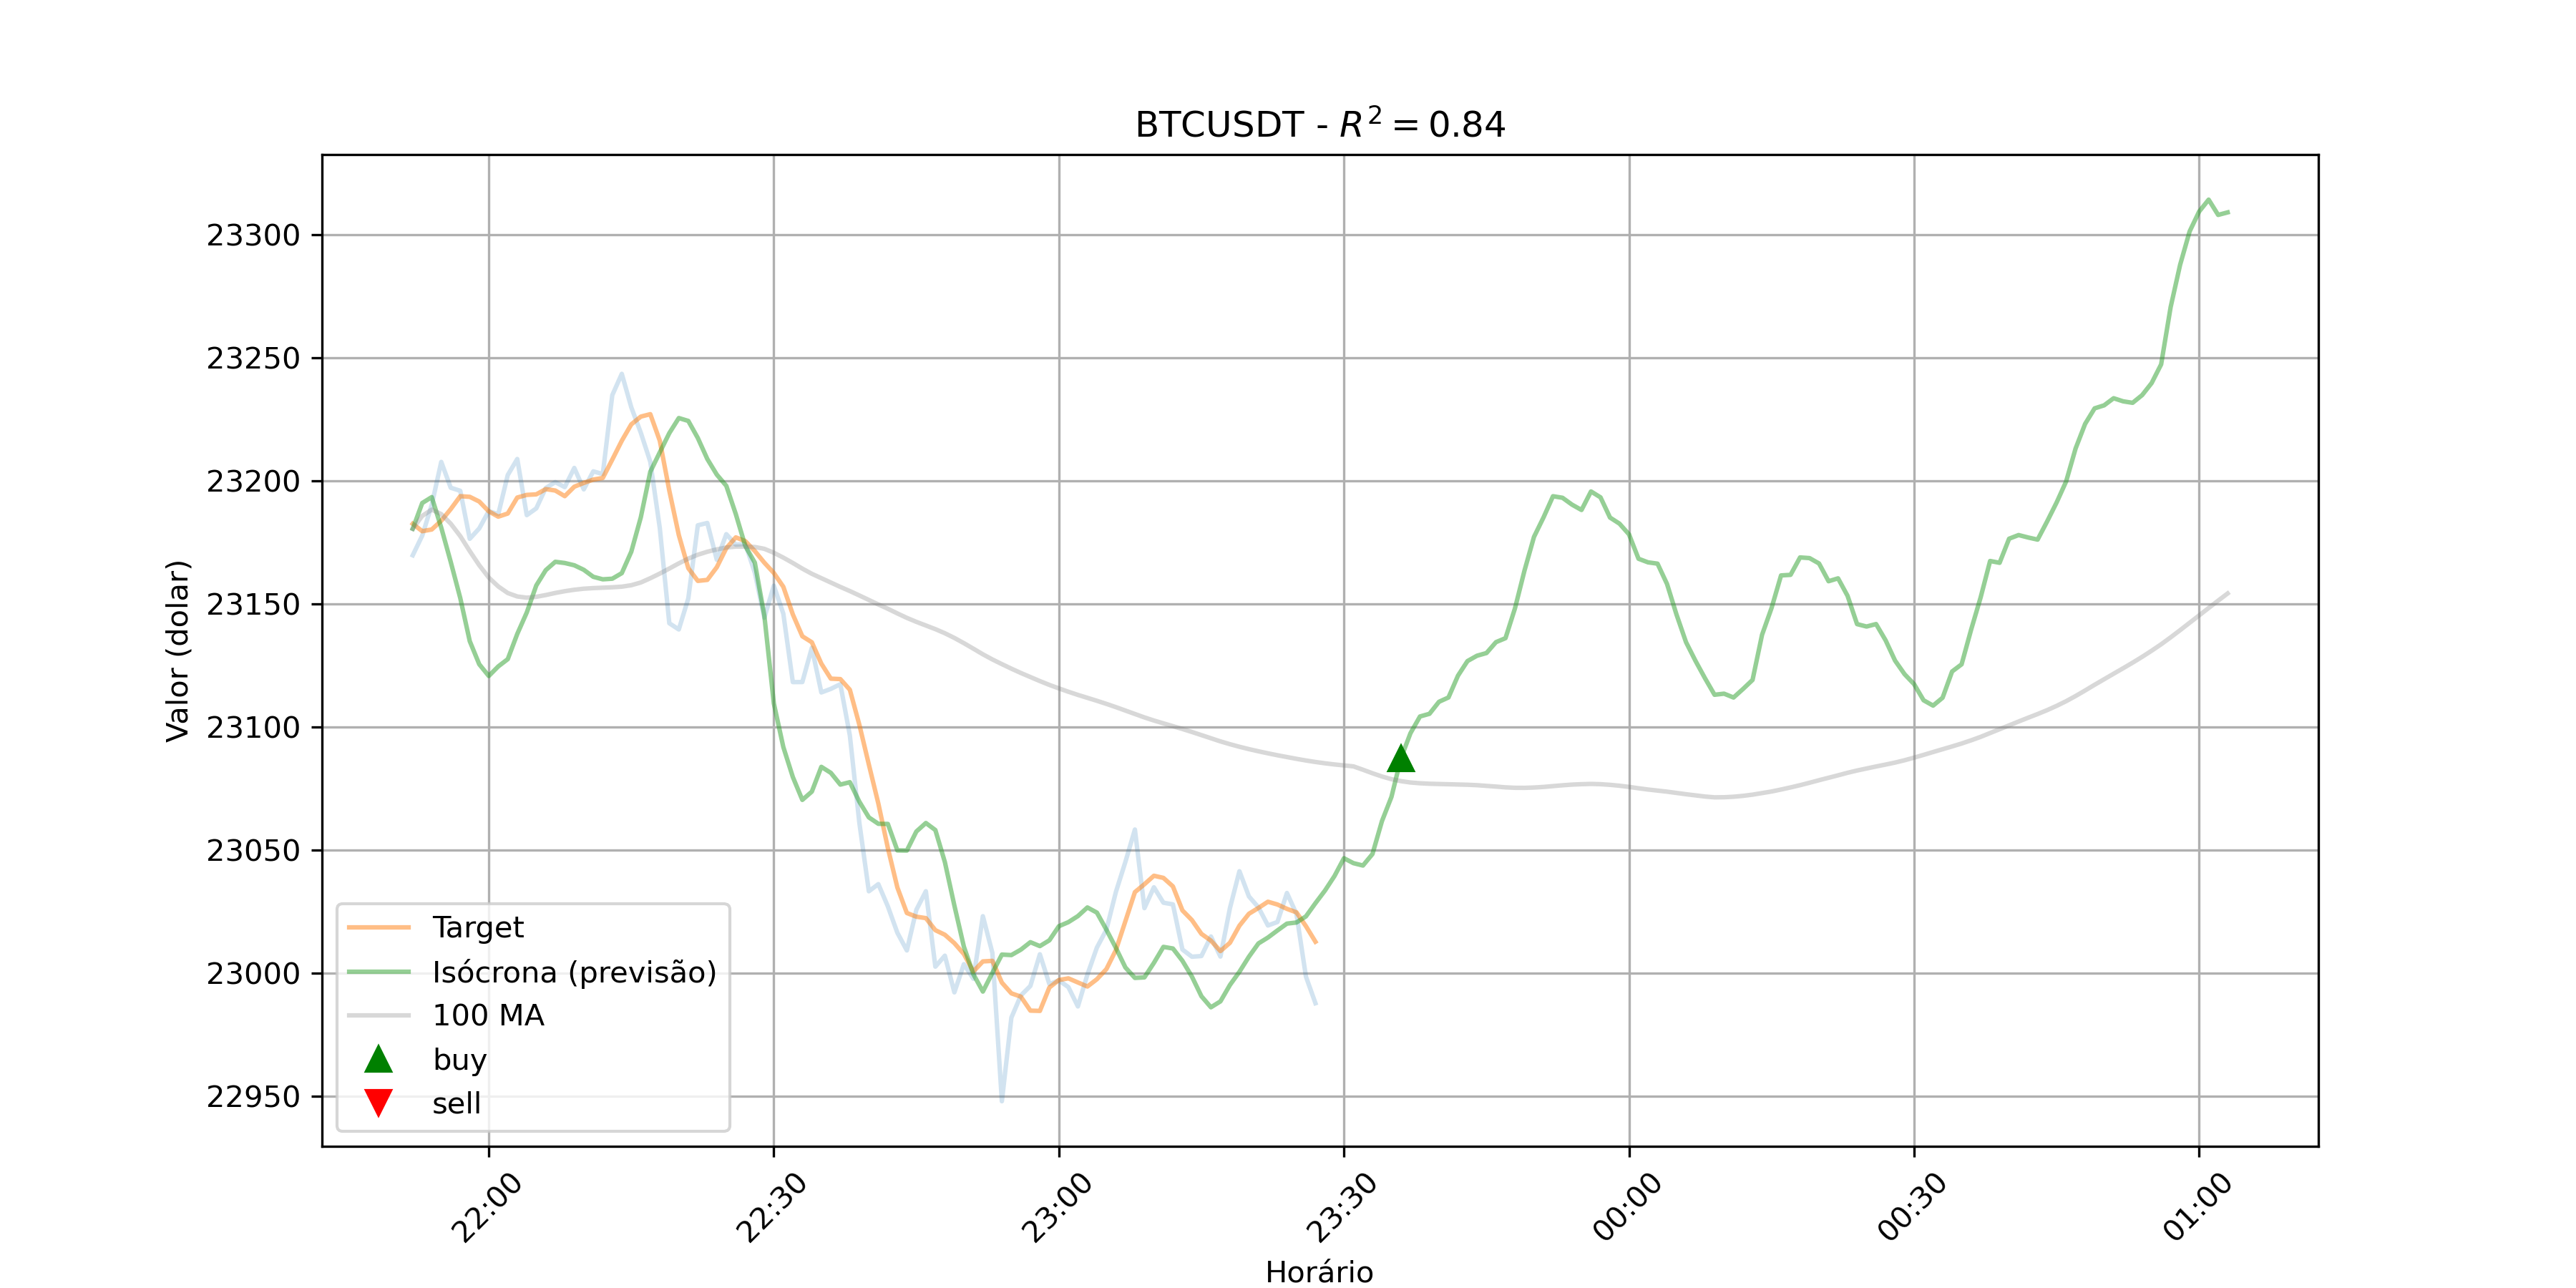 BTCUSDT - R² = 0.84
Valor (dolar)
23300
23250
23200
23150
23100
23050
23000
22950
Target
Isócrona (previsão)
100 MA
buy
sell
22:00
22:30
23:00
23:30
00:00
00:30
01:00
Horário